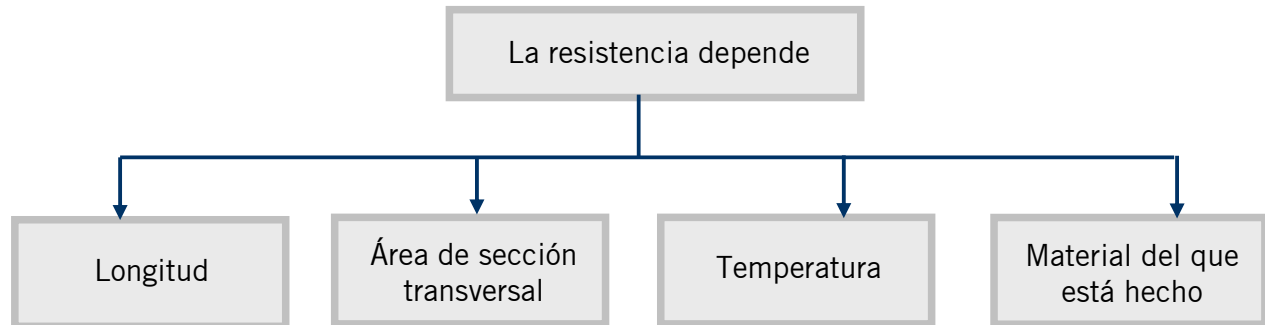 La resistencia depende
Longitud
Área de sección
transversal
Temperatura
Material del que
está hecho